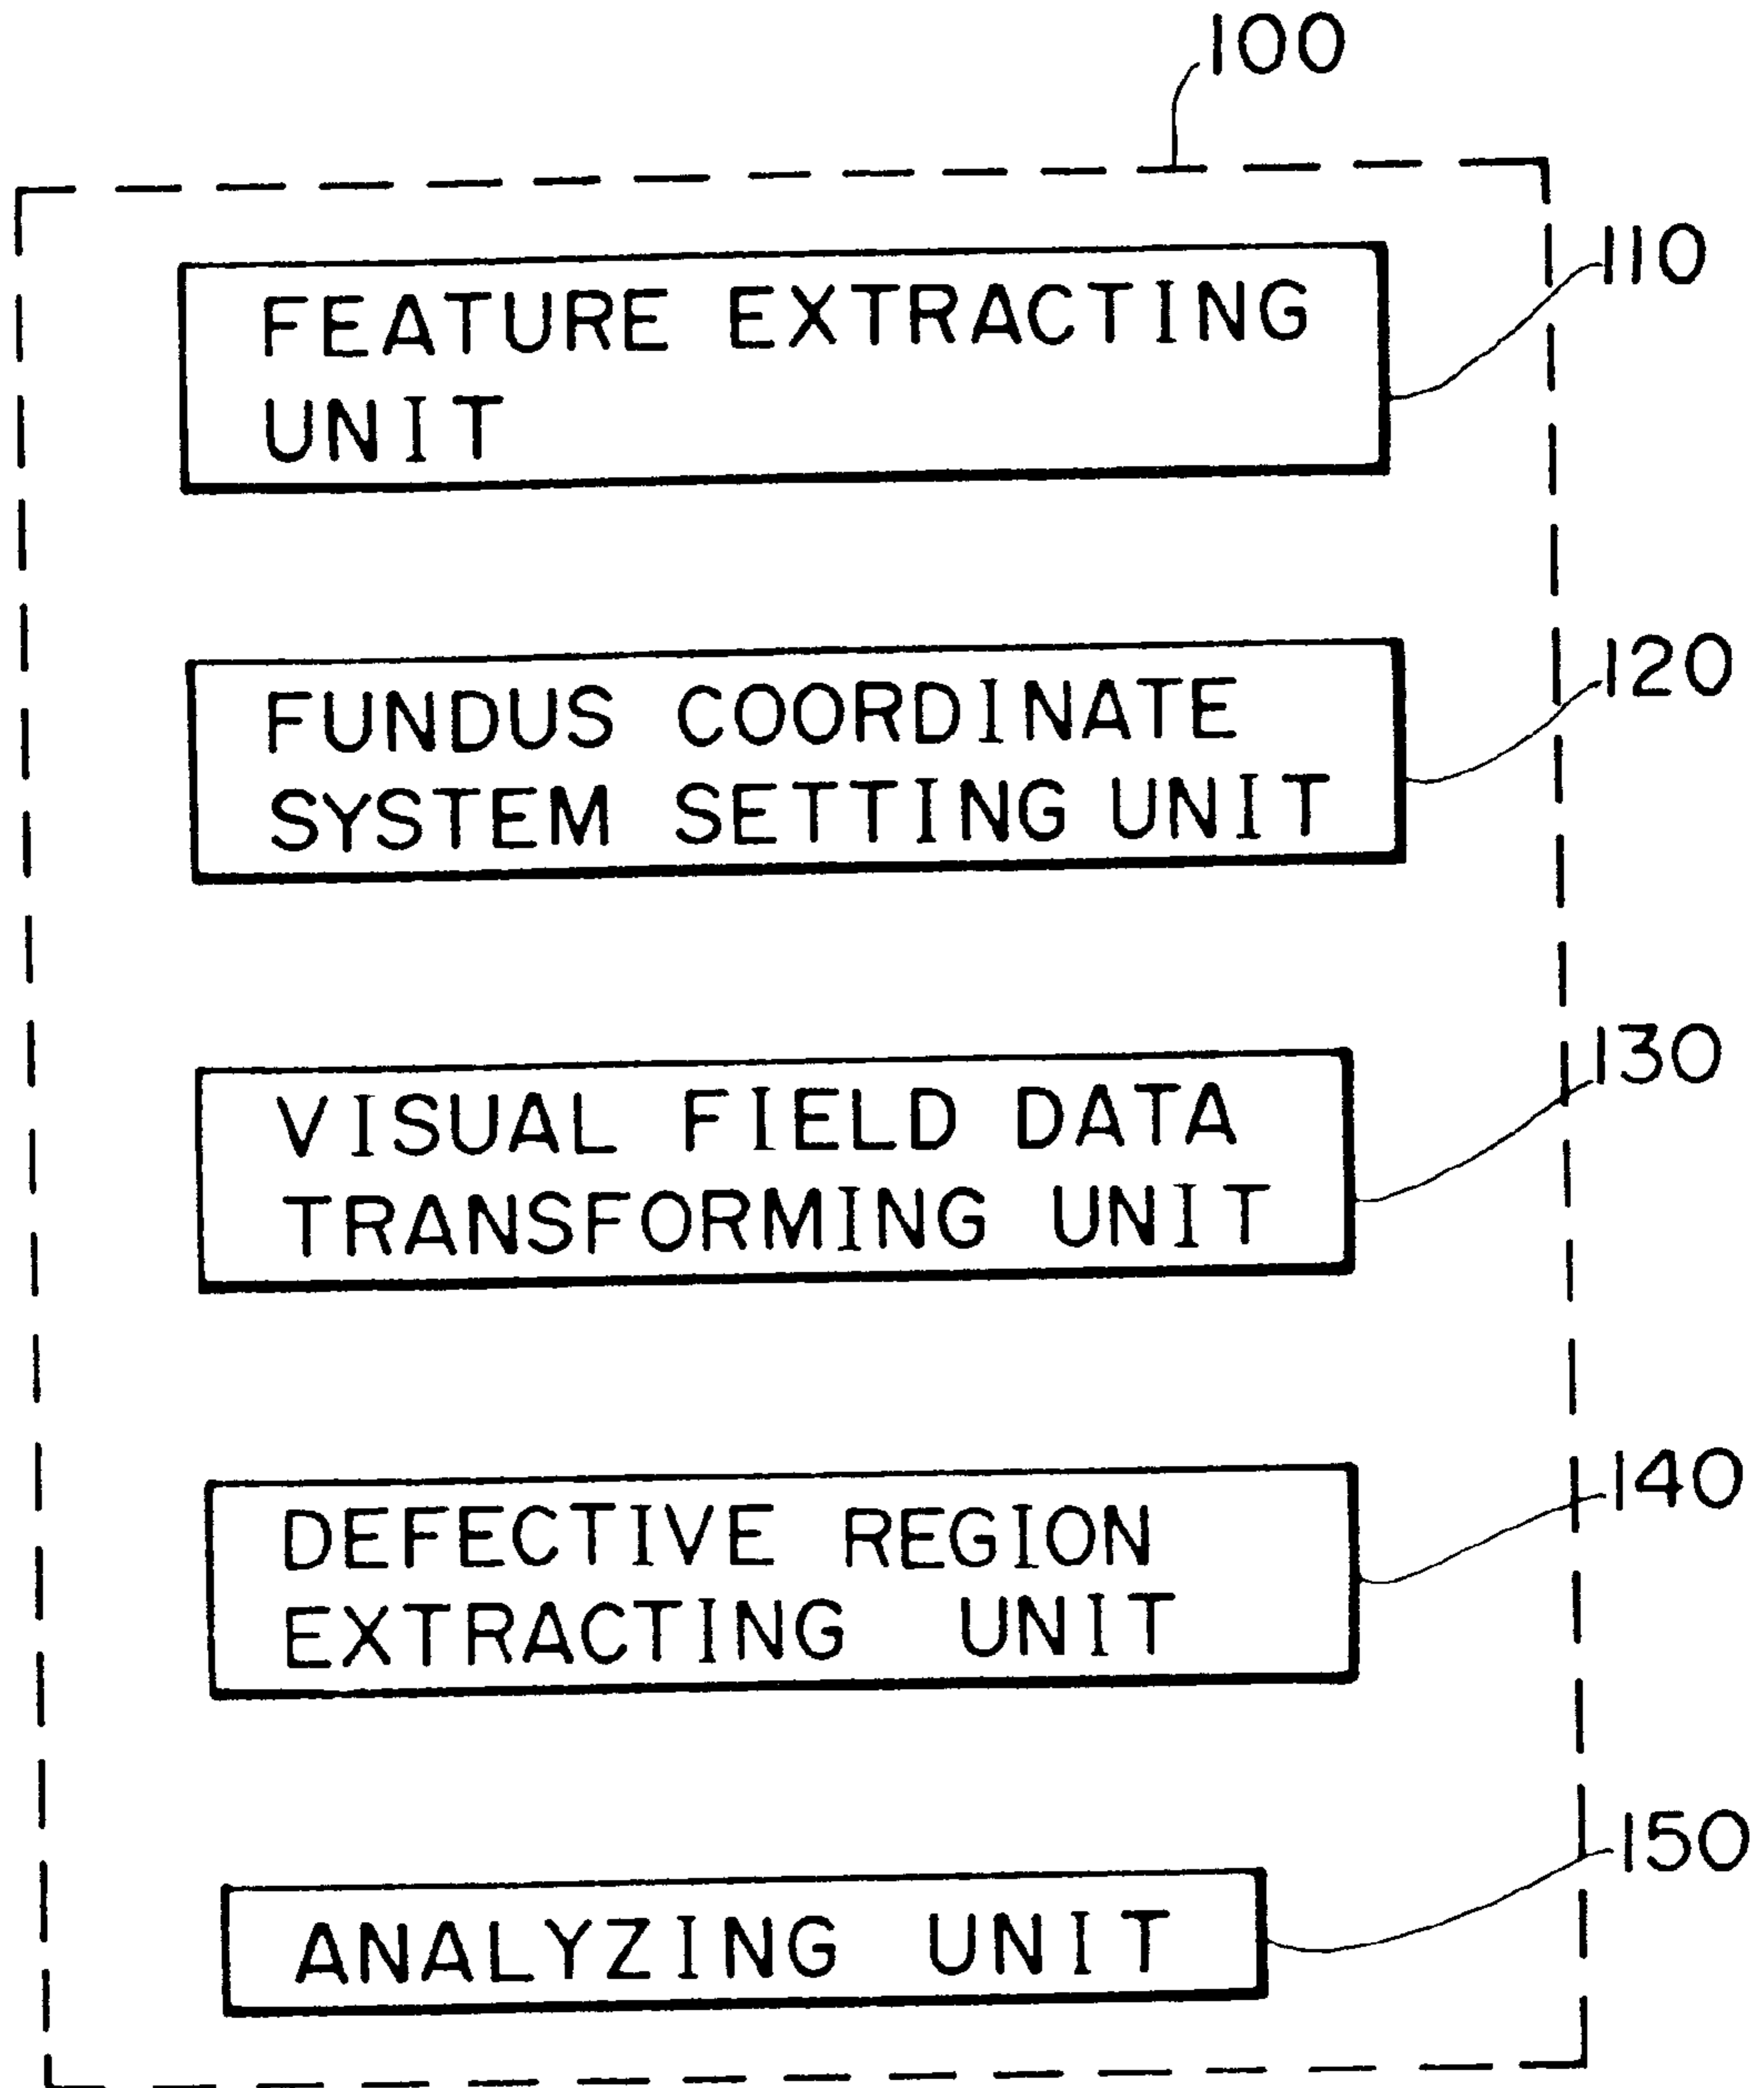 100
110
FEATURE EXTRACTING
UNIT
120
FUNDUS COORDINATE
SYSTEM SETTING UNIT
130
VISUAL FIELD DATA
TRANSFORMING UNIT
140
DEFECTIVE REGION
EXTRACTING UNIT
150
ANALYZING UNIT